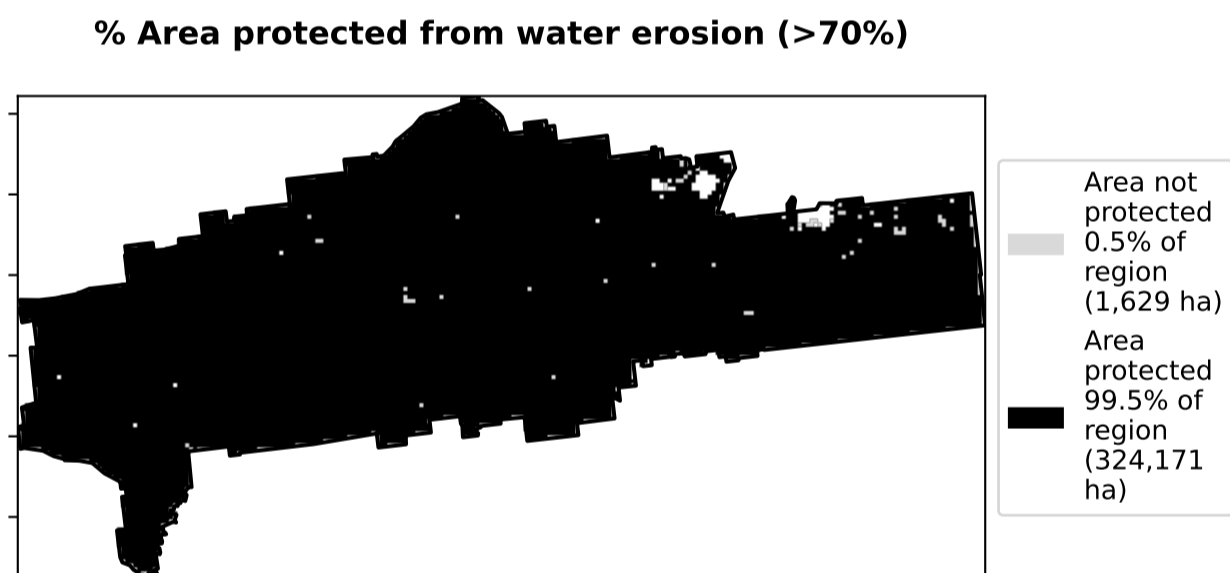 % Area protected from water erosion (>70%)
Area not
protected
0.5% of
region
(1,629 ha)
Area
protected
99.5% of
region
(324,171
ha)